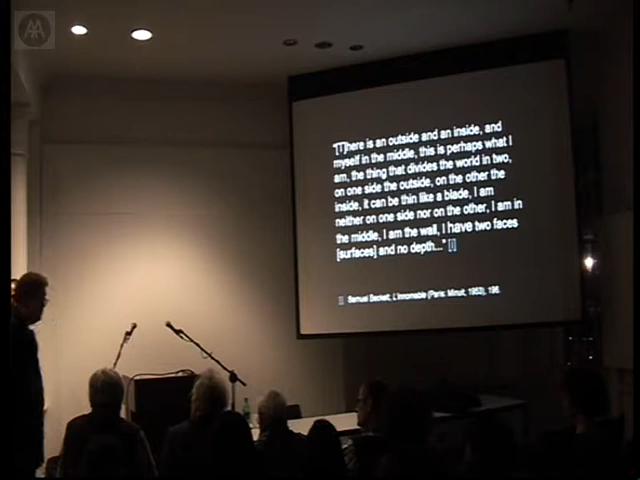 AA
"[T]here is an outside and an inside, and
myself in the middle, this is perhaps what I
am, the thing that divides the world in two,
on one side the outside, on the other the
inside, it can be thin like a blade, I am
neither on one side nor on the other, I am in
the middle, I am the wall, I have two faces
[surfaces] and no depth..." [i]
[i] Samuel Beckett, L'Innomable (Paris: Minuit, 1953), 196.